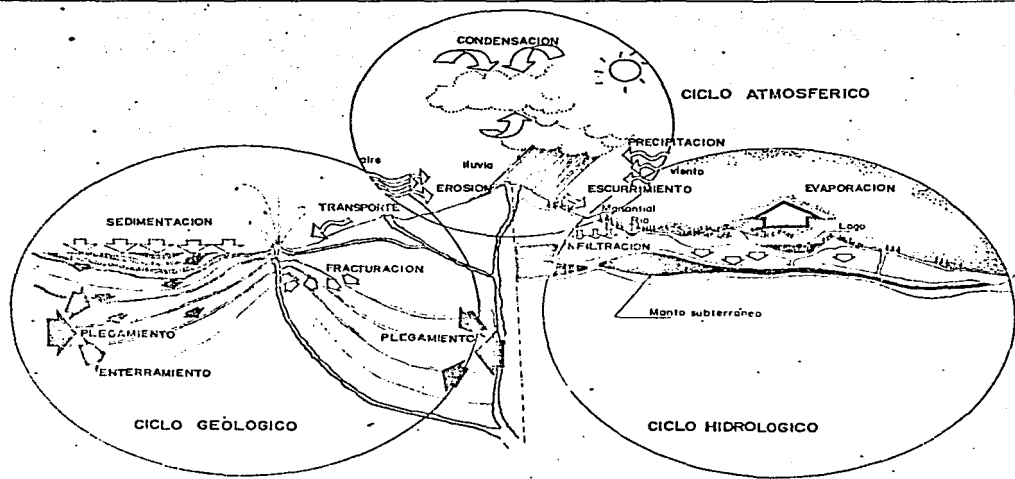 CONDENSACION
CICLO ATMOSFERICO
PRECIPITACION
aire
lluvia
viento
EROSION
ESCURRIMIENTO
EVAPORACION
TRANSPORTE
Manantial
SEDIMENTACION
Rio
Lago
INFILTRACION
FRACTURACION
Manto subterráneo
PLEGAMIENTO
PLEGAMIENTO
ENTERRAMIENTO
CICLO GEOLOGICO
CICLO HIDROLOGICO